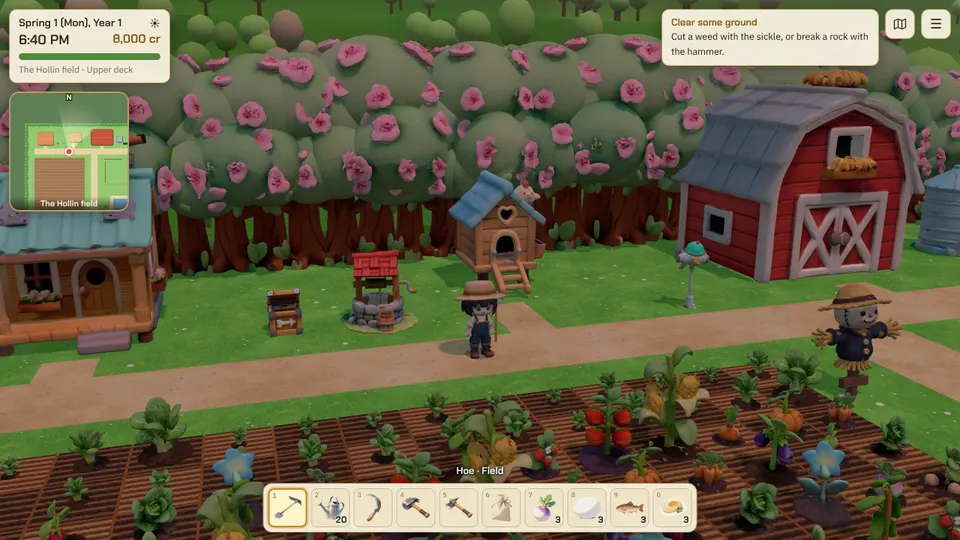 Spring 1 (Mon), Year 1
6:40 PM
8,000 cr
The Hollin field · Upper deck
N
The Hollin field
Clear some ground
Cut a weed with the sickle, or break a rock with
the hammer.
Hoe · Field
1
2
20
3
4
5
6
7
3
8
3
9
3
0
3